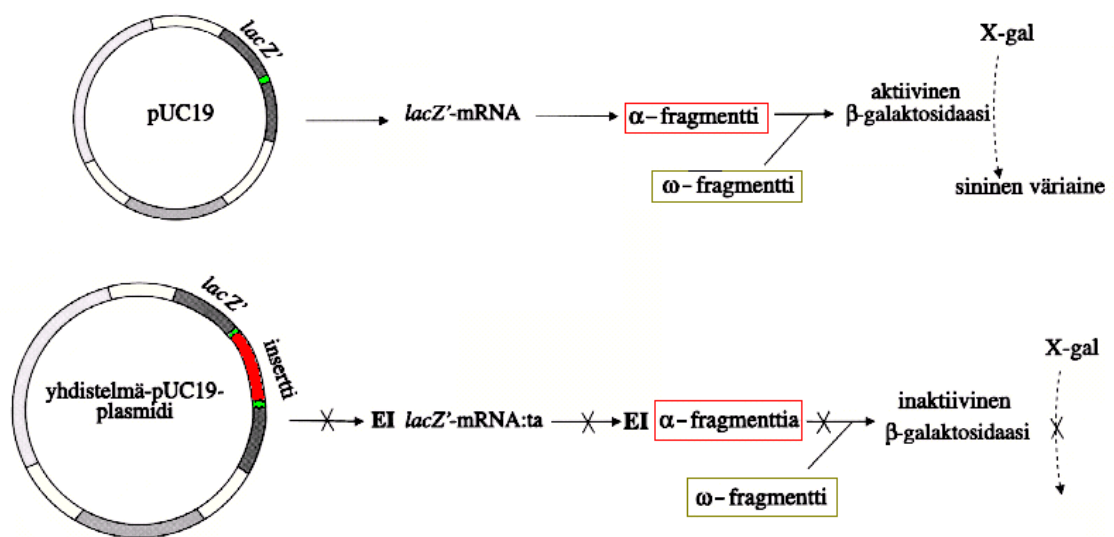 lacZ'
pUC19
lacZ'-mRNA
α-fragmentti
ω-fragmentti
aktiivinen
β-galaktosidaasi
X-gal
sininen väriaine
lacZ'
insertti
yhdistelmä-pUC19-
plasmidi
EI lacZ'-mRNA:ta
EI α-fragmenttia
ω-fragmentti
inaktiivinen
β-galaktosidaasi
X-gal